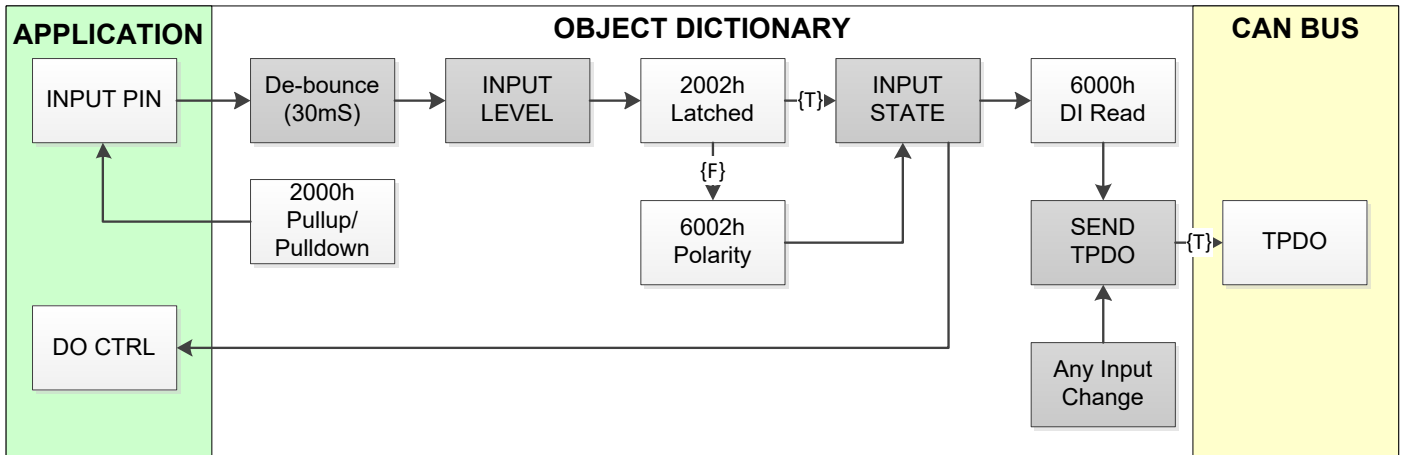 APPLICATION
OBJECT DICTIONARY
CAN BUS
INPUT PIN
De-bounce
(30mS)
INPUT
LEVEL
2002h
Latched
{T}
INPUT
STATE
6000h
DI Read
{F}
2000h
Pullup/
Pulldown
6002h
Polarity
SEND
TPDO
{T}
TPDO
DO CTRL
Any Input
Change